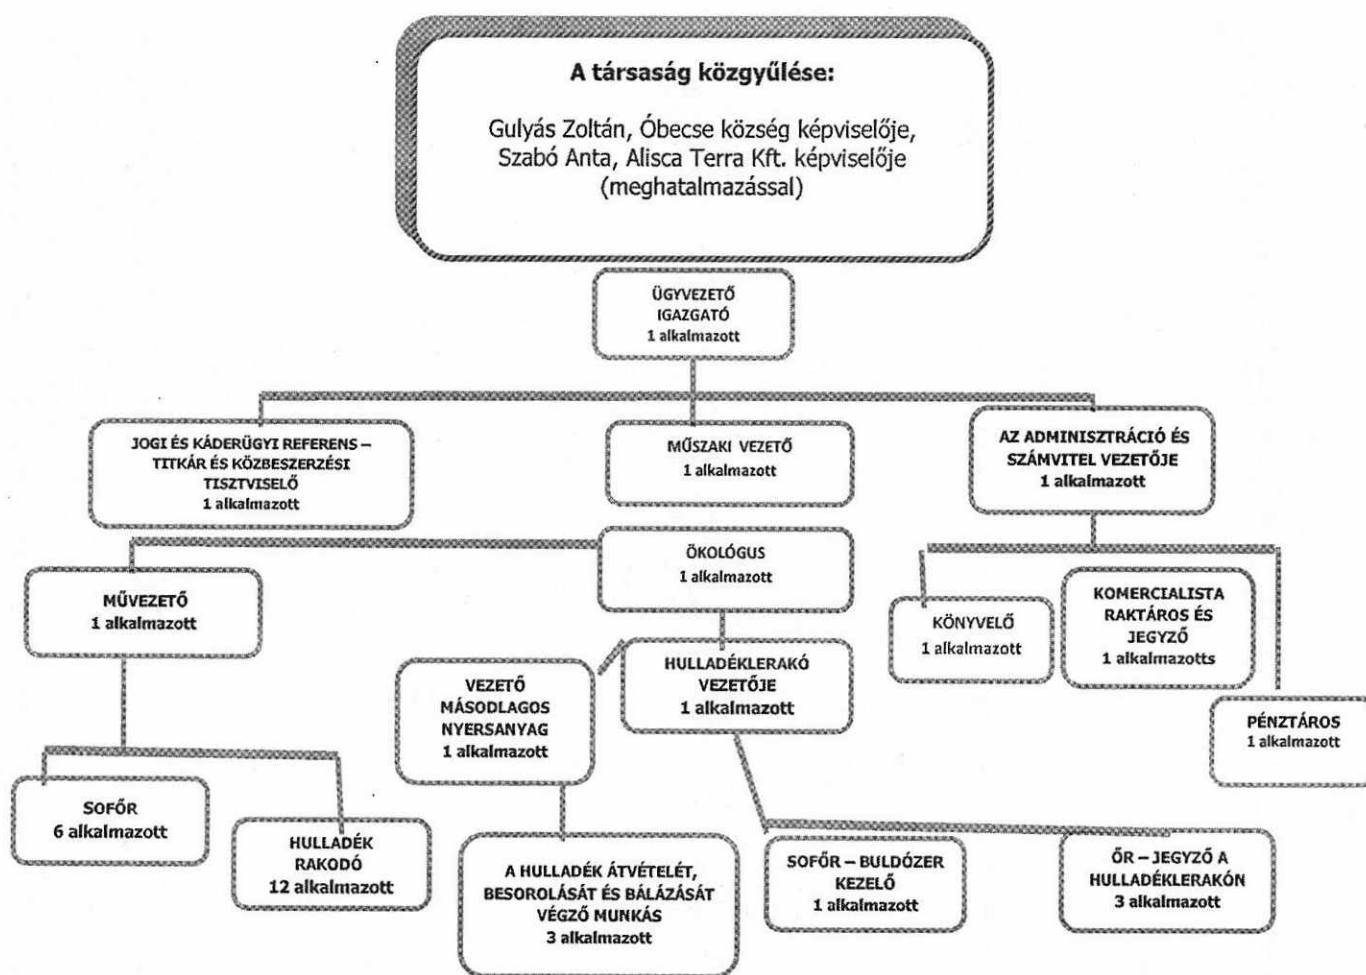 A társaság közgyűlése:
Gulyás Zoltán, Óbecse község képviselője,
Szabó Anta, Alisca Terra Kft. képviselője
(meghatalmazással)
ÜGYVEZETŐ
IGAZGATÓ
1 alkalmazott
JOGI ÉS KÁDERÜGYI REFERENS –
TITKÁR ÉS KÖZBESZERZÉSI
TISZTVISELŐ
1 alkalmazott
MŰSZAKI VEZETŐ
1 alkalmazott
AZ ADMINISZTRÁCIÓ ÉS
SZÁMVITEL VEZETŐJE
1 alkalmazott
ÖKOLÓGUS
1 alkalmazott
MŰVEZETŐ
1 alkalmazott
KÖNYVELŐ
1 alkalmazott
KOMERCIALISTA
RAKTÁROS ÉS
JEGYZŐ
1 alkalmazotts
PÉNZTÁROS
1 alkalmazott
VEZETŐ
MÁSODLAGOS
NYERSANYAG
1 alkalmazott
HULLADÉKLERAKÓ
VEZETŐJE
1 alkalmazott
SOFŐR
6 alkalmazott
HULLADÉK
RAKODÓ
12 alkalmazott
A HULLADÉK ÁTVÉTELÉT,
BESOROLÁSÁT ÉS BÁLÁZÁSÁT
VÉGZŐ MUNKÁS
3 alkalmazott
SOFŐR – BULDÓZER
KEZELŐ
1 alkalmazott
ŐR – JEGYZŐ A
HULLADÉKLERAKÓN
3 alkalmazott